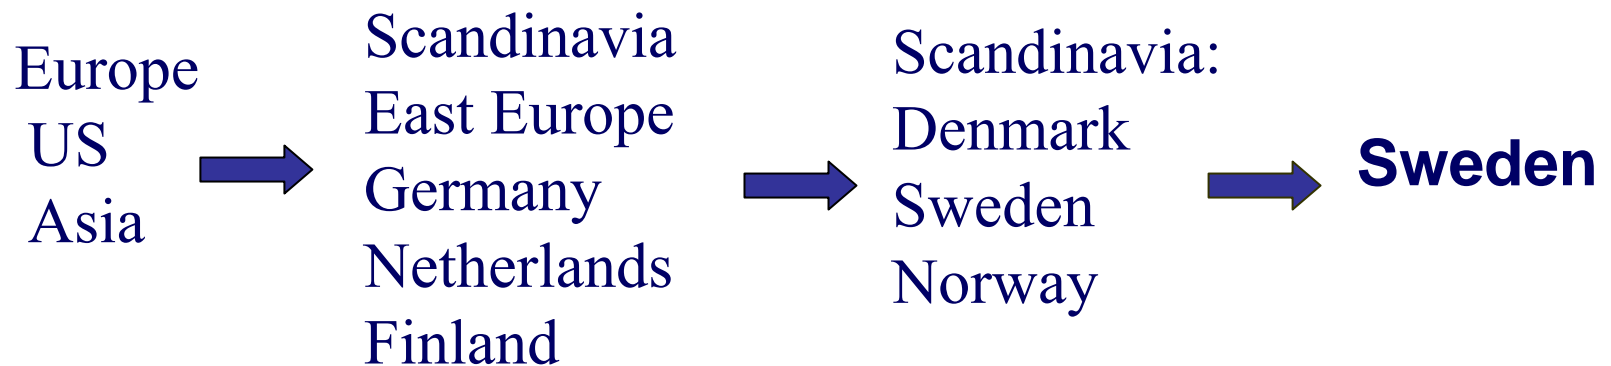 Europe
US
Asia
Scandinavia
East Europe
Germany
Netherlands
Finland
Scandinavia:
Denmark
Sweden
Norway
Sweden